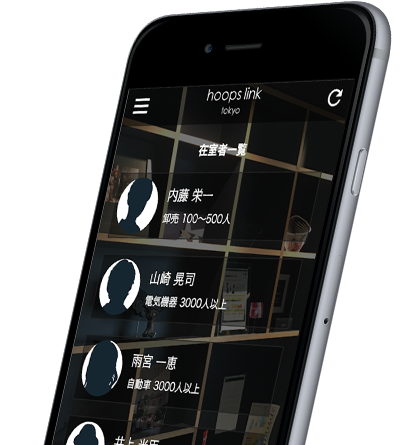 hoops link
tokyo
在室者一覧
内藤 栄一
卸売 100〜500人
山崎 晃司
電気機器 3000人以上
雨宮 一恵
自動車 3000人以上
井上